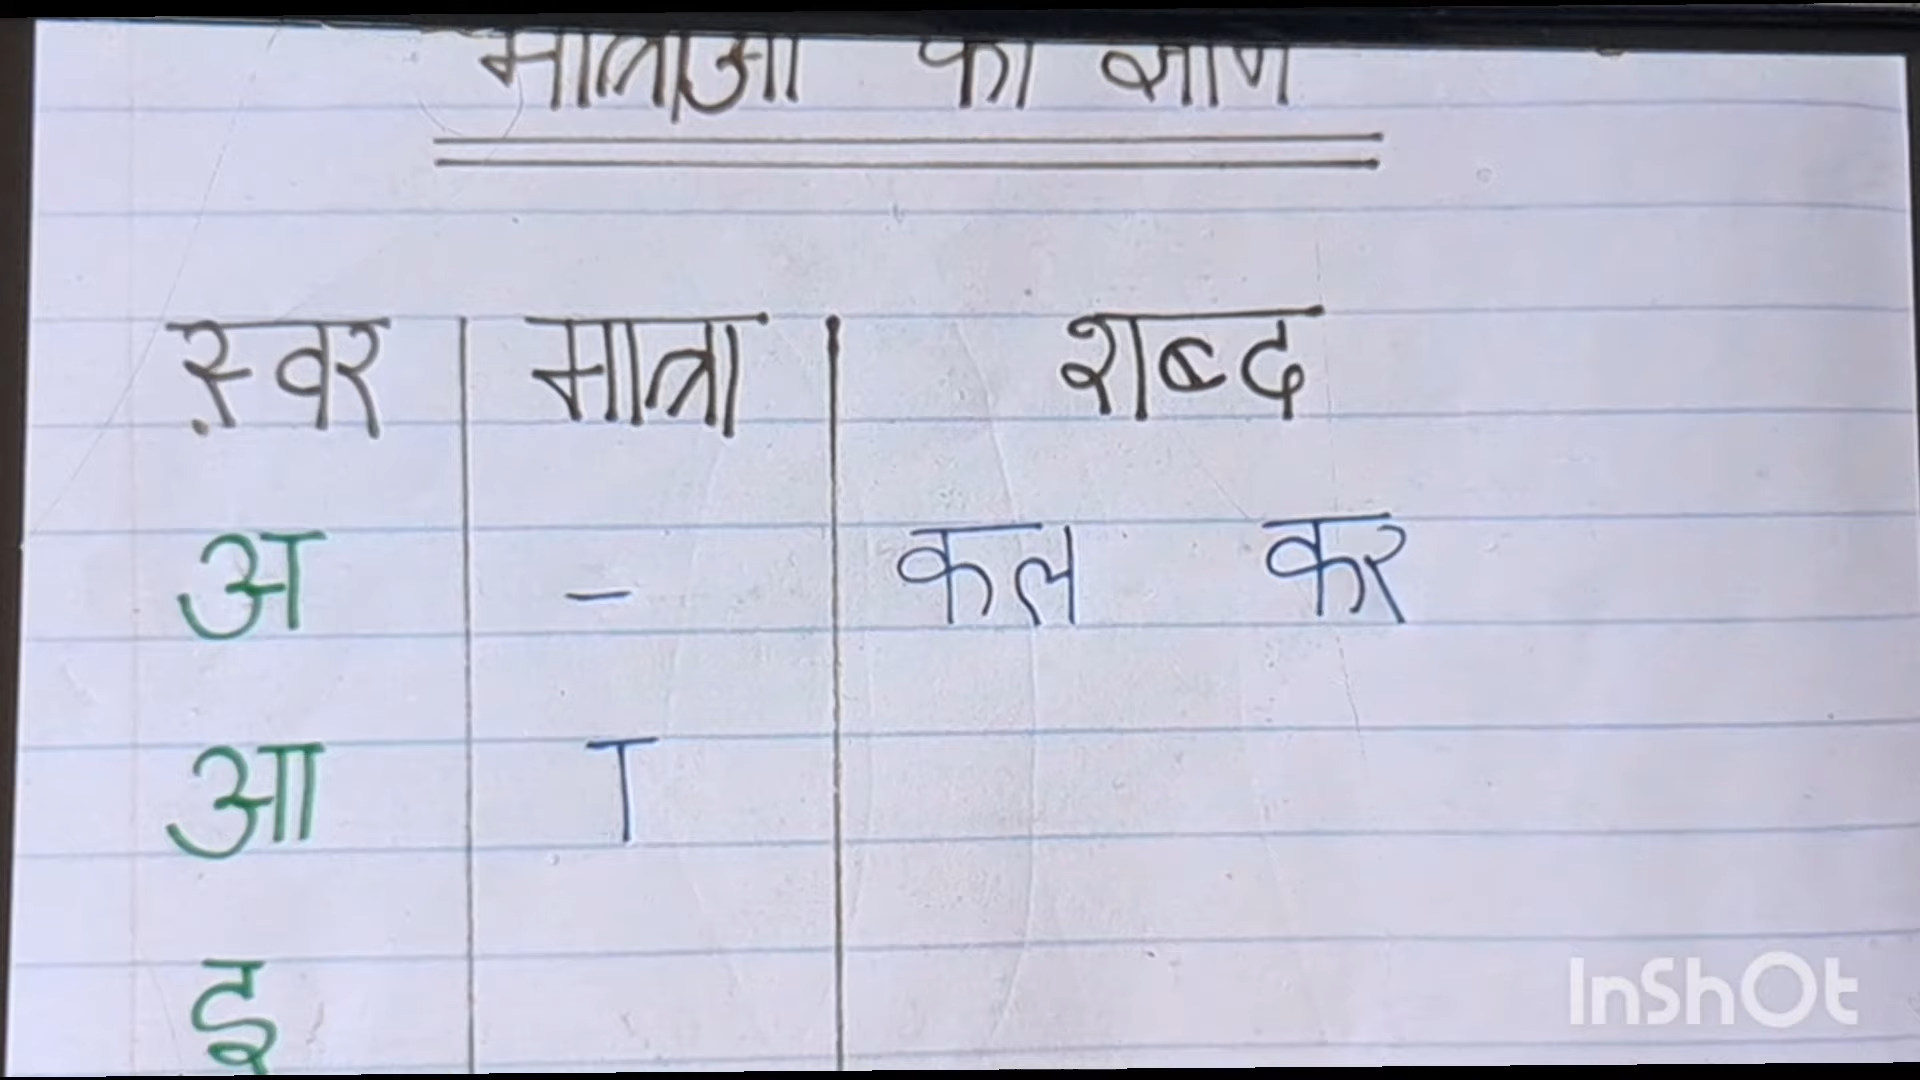 मात्राओ का ज्ञाण
स्वर मात्रा शब्द
अ - कल कर
आ ा
इ
InShOt